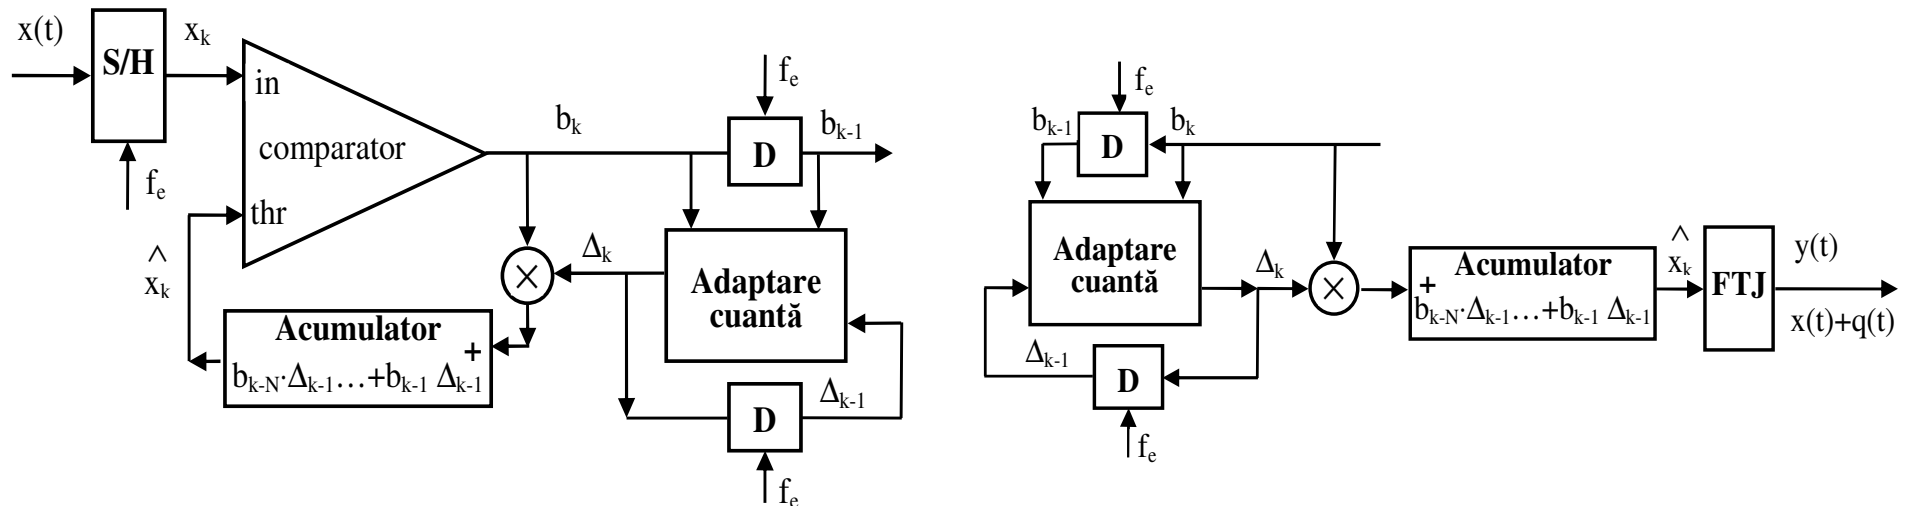 x(t)
S/H
x_k
f_e
in
comparator
thr
^
x_k
b_k
f_e
D
b_{k-1}
×
Δ_k
Adaptare
cuantă
Acumulator
+
b_{k-N}·Δ_{k-1}…+b_{k-1} Δ_{k-1}
D
Δ_{k-1}
f_e
f_e
b_{k-1}
D
b_k
Adaptare
cuantă
Δ_k
×
Δ_{k-1}
D
f_e
Acumulator
+
b_{k-N}·Δ_{k-1}…+b_{k-1} Δ_{k-1}
^
x_k
FTJ
y(t)
x(t)+q(t)